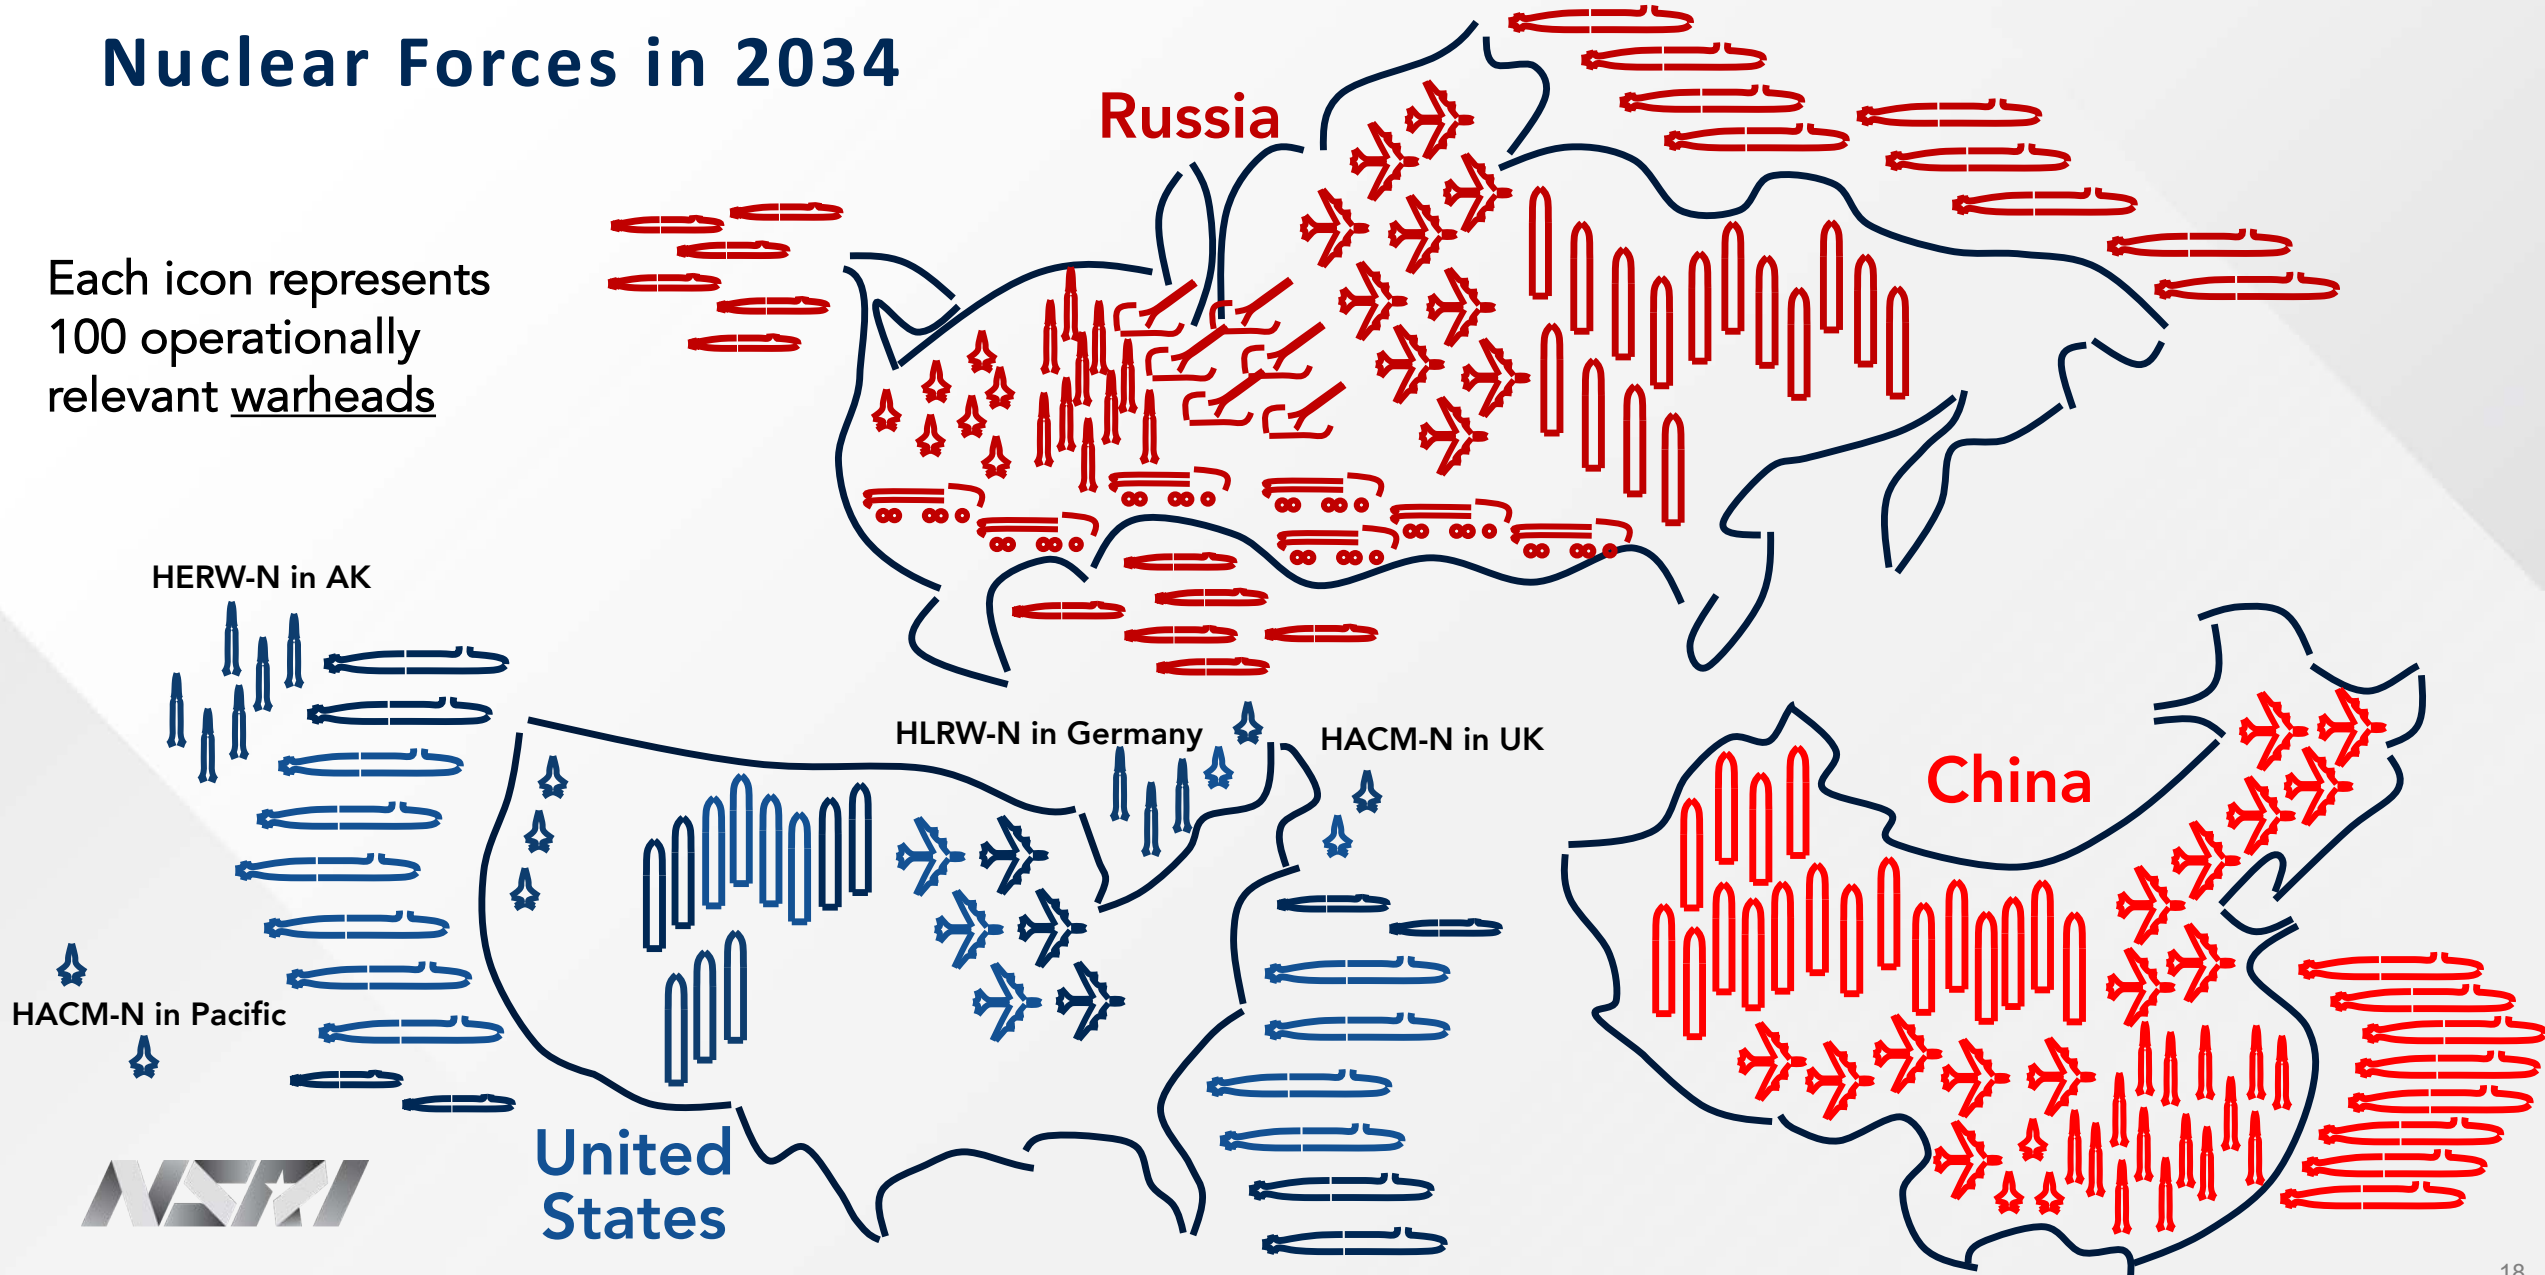 Nuclear Forces in 2034
Russia
Each icon represents
100 operationally
relevant warheads
HERW-N in AK
HLRW-N in Germany
HACM-N in UK
China
HACM-N in Pacific
United
States
NSRI
18